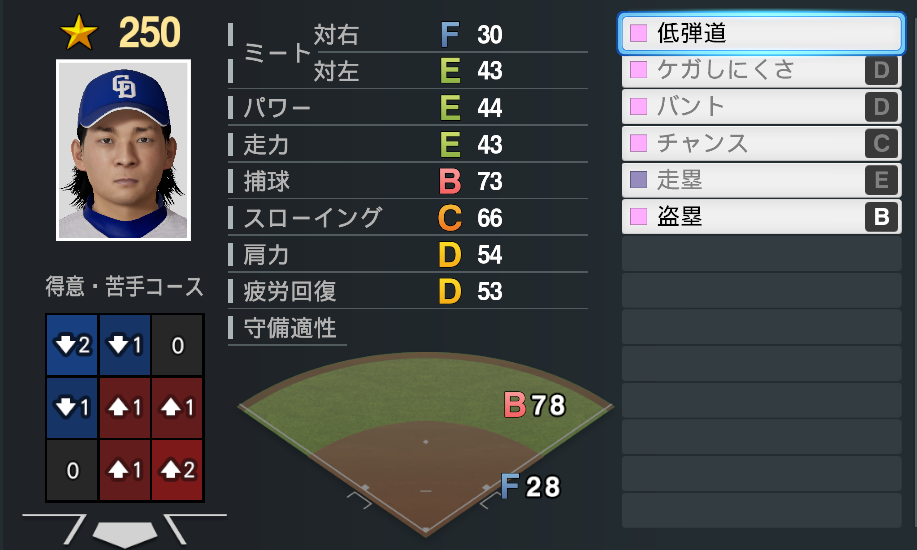 250
CD
ミート 対右 F 30
対左 E 43
パワー E 44
走力 E 43
捕球 B 73
スローイング C 66
肩力 D 54
疲労回復 D 53
守備適性
B 78
F 28
得意・苦手コース
2 1 0
1 1 1
0 1 2
低弾道
ケガしにくさ D
バント D
チャンス C
走塁 E
盗塁 B